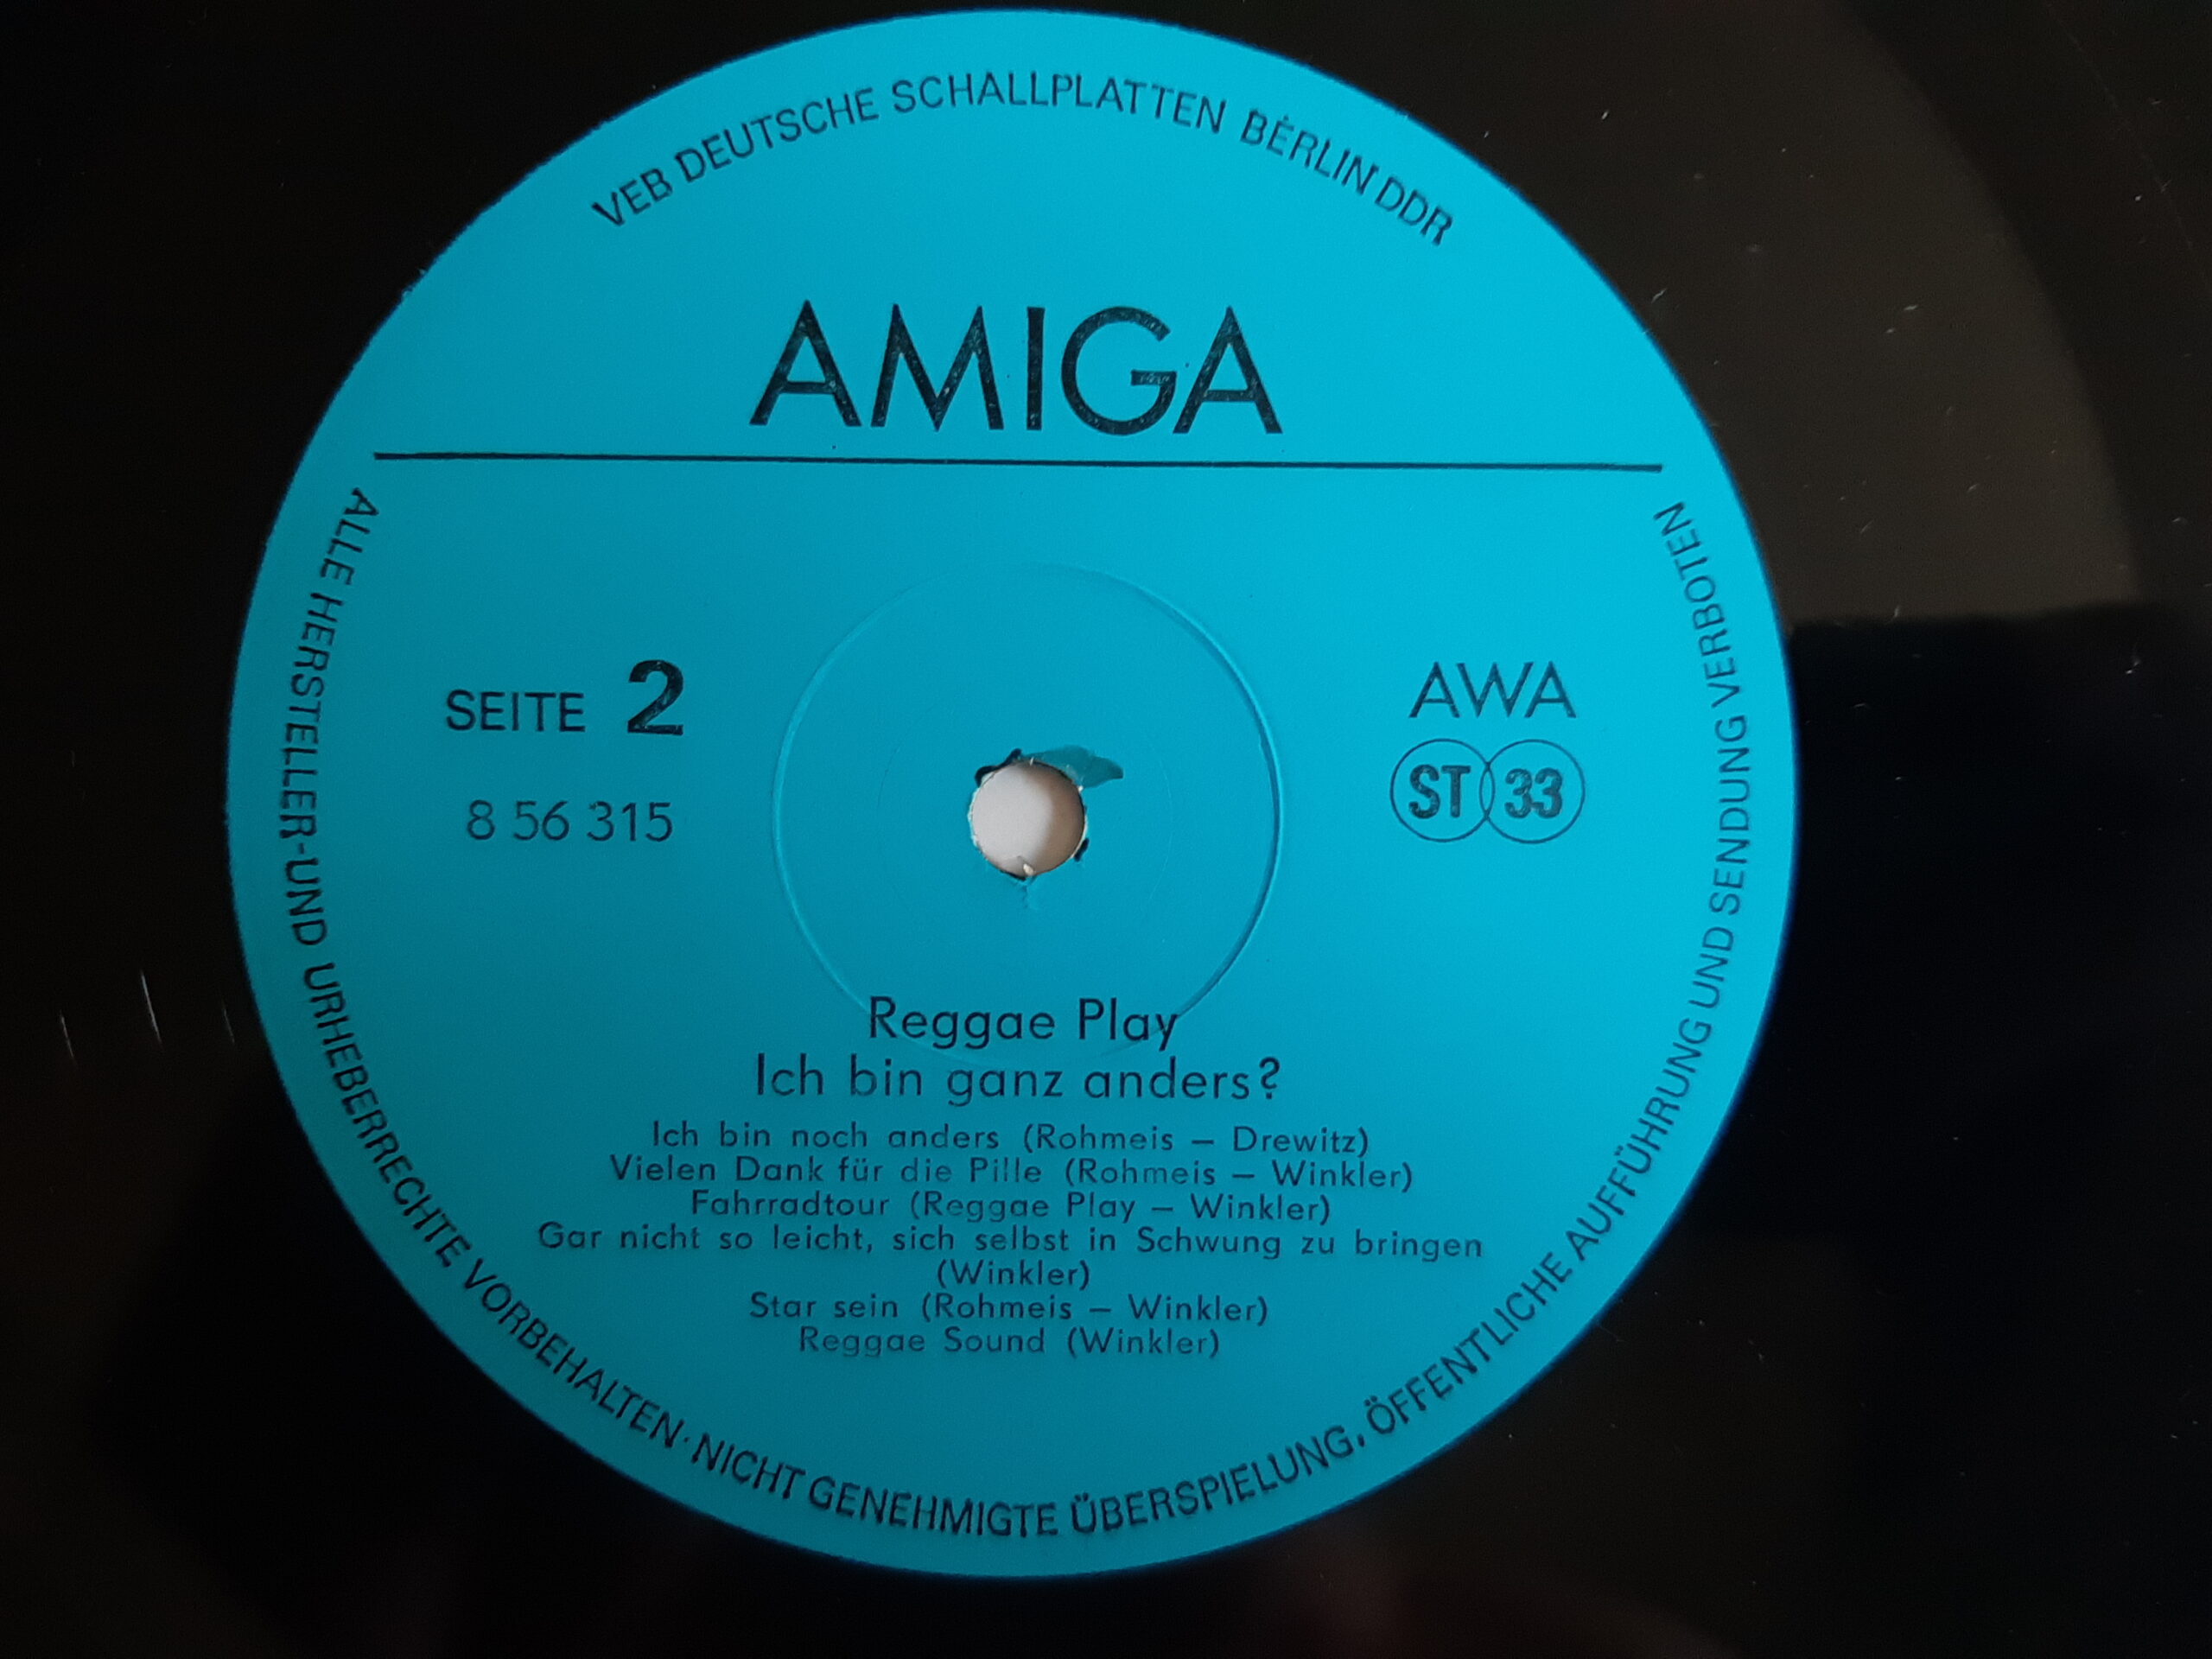 VEB DEUTSCHE SCHALLPLATTEN BERLIN DDR
AMIGA
SEITE 2
8 56 315
AWA
ST 33
Reggae Play
Ich bin ganz anders?
Ich bin noch anders (Rohmeis – Drewitz)
Vielen Dank für die Pille (Rohmeis – Winkler)
Fahrradtour (Reggae Play – Winkler)
Gar nicht so leicht, sich selbst in Schwung zu bringen
(Winkler)
Star sein (Rohmeis – Winkler)
Reggae Sound (Winkler)
ALLE HERSTELLER-UND URHEBERRECHTE VORBEHALTEN · NICHT GENEHMIGTE ÜBERSPIELUNG, ÖFFENTLICHE AUFFÜHRUNG UND SENDUNG VERBOTEN